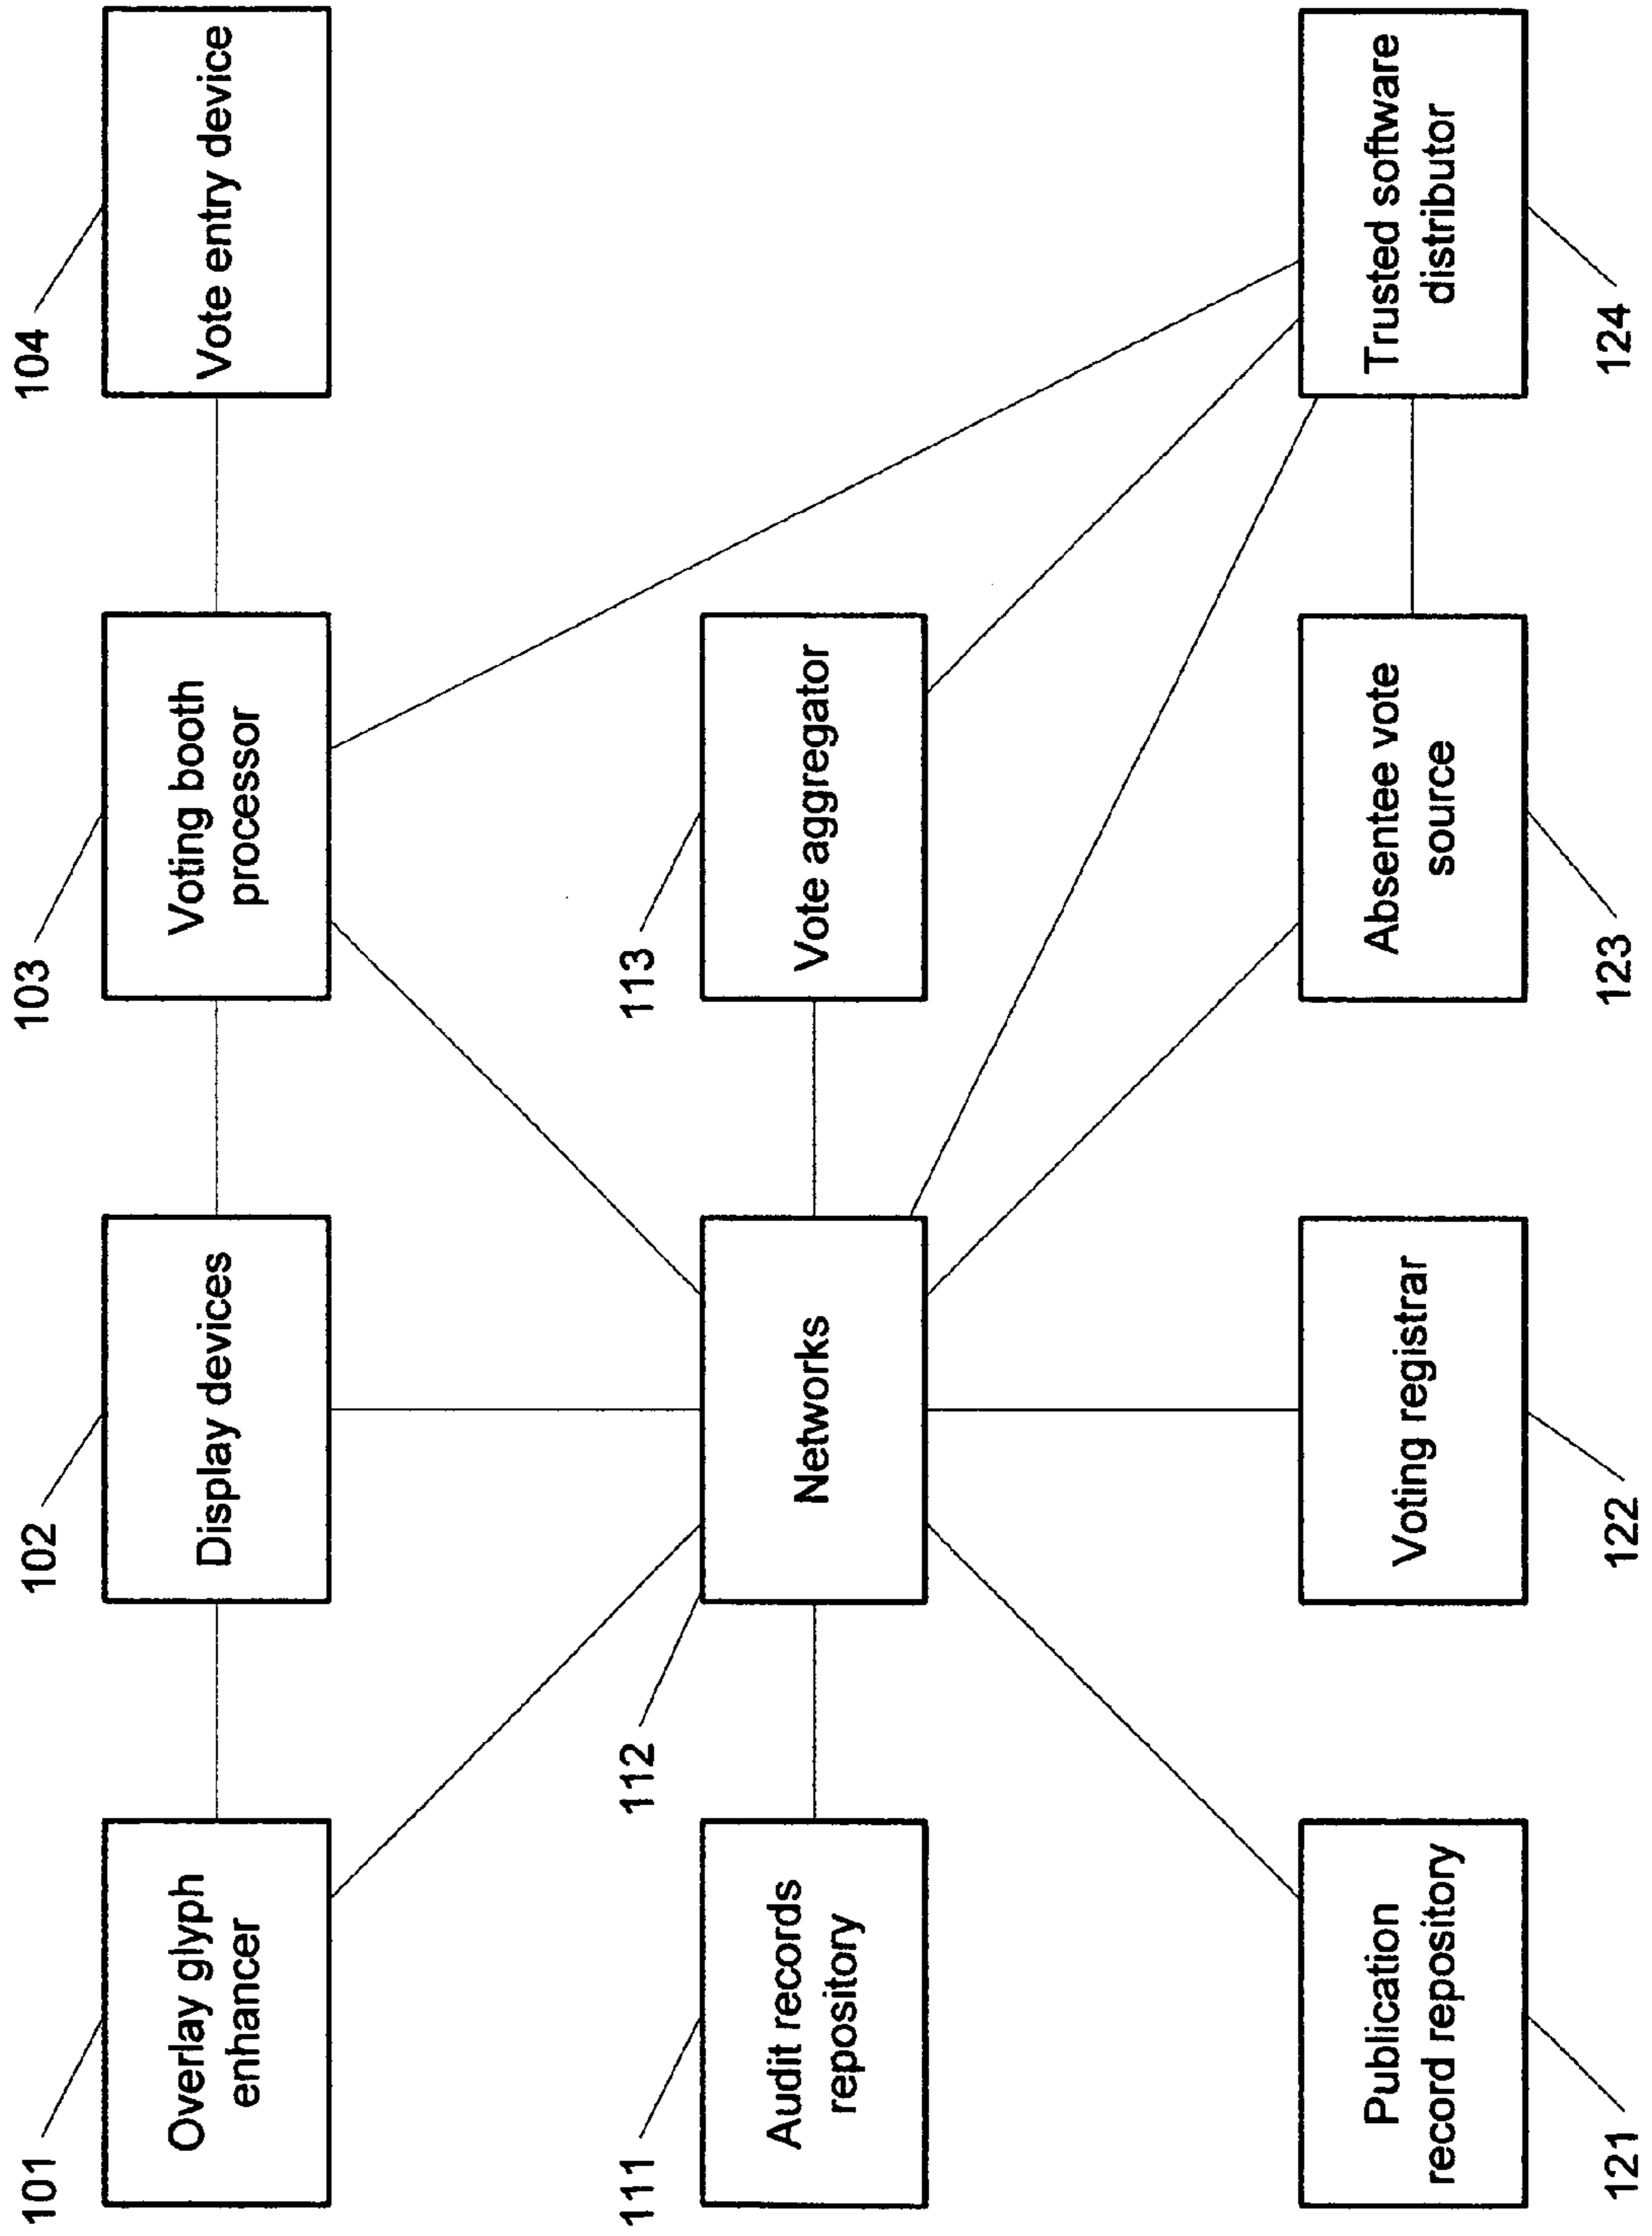 101
Overlay glyph
enhancer
102
Display devices
103
Voting booth
processor
104
Vote entry device
111
Audit records
repository
112
Networks
113
Vote aggregator
121
Publication
record repository
122
Voting registrar
123
Absentee vote
source
124
Trusted software
distributor